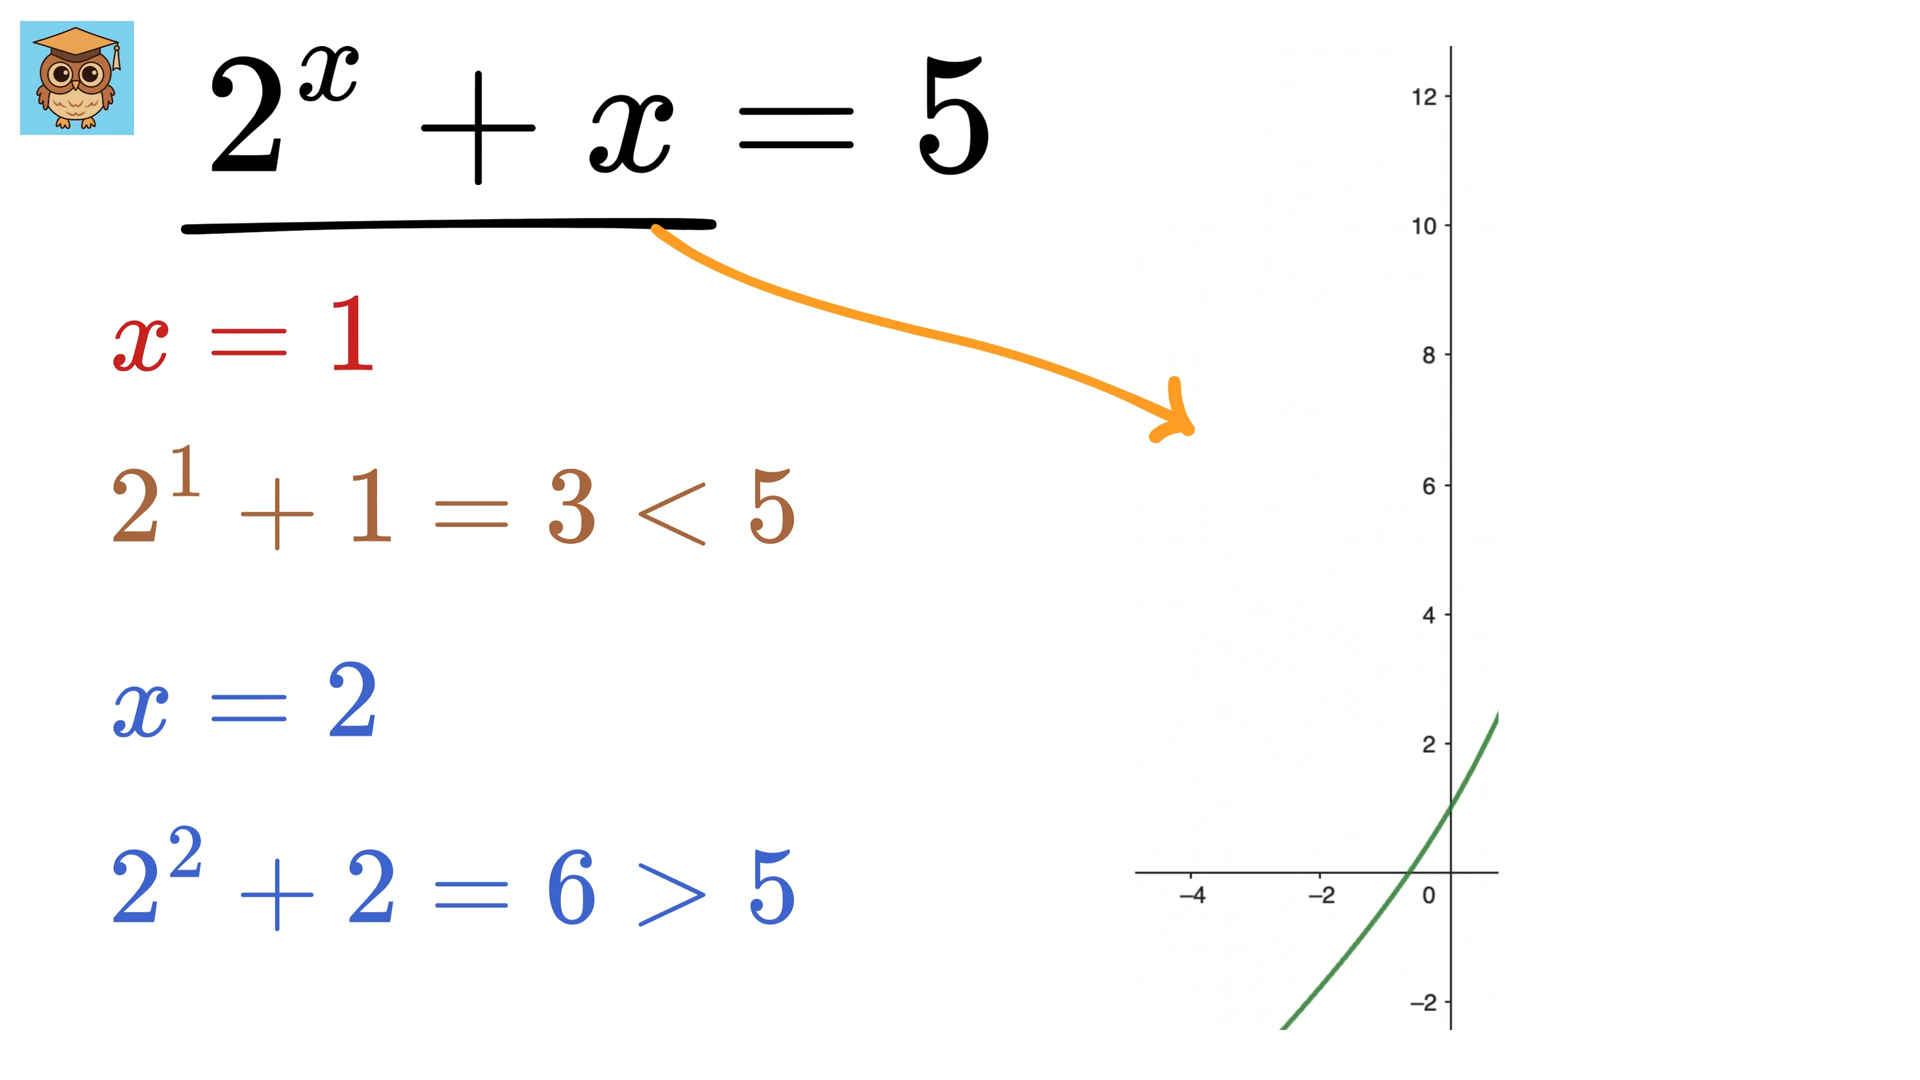 2^x + x = 5
x = 1
2^1 + 1 = 3 < 5
x = 2
2^2 + 2 = 6 > 5
12
10
8
6
4
2
−4 −2 0
−2